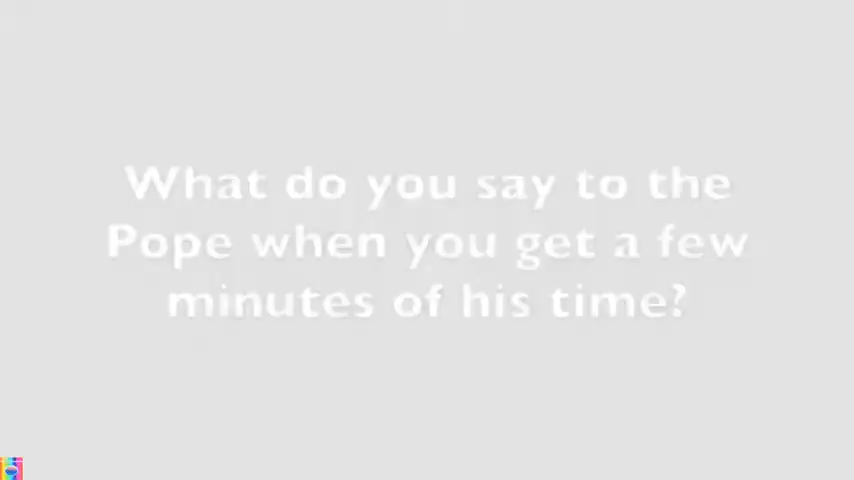 What do you say to the
Pope when you get a few
minutes of his time?